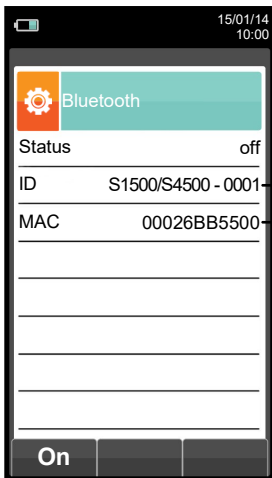 15/01/14
10:00
Bluetooth
Status off
ID S1500/S4500 - 0001
MAC 00026BB5500
On